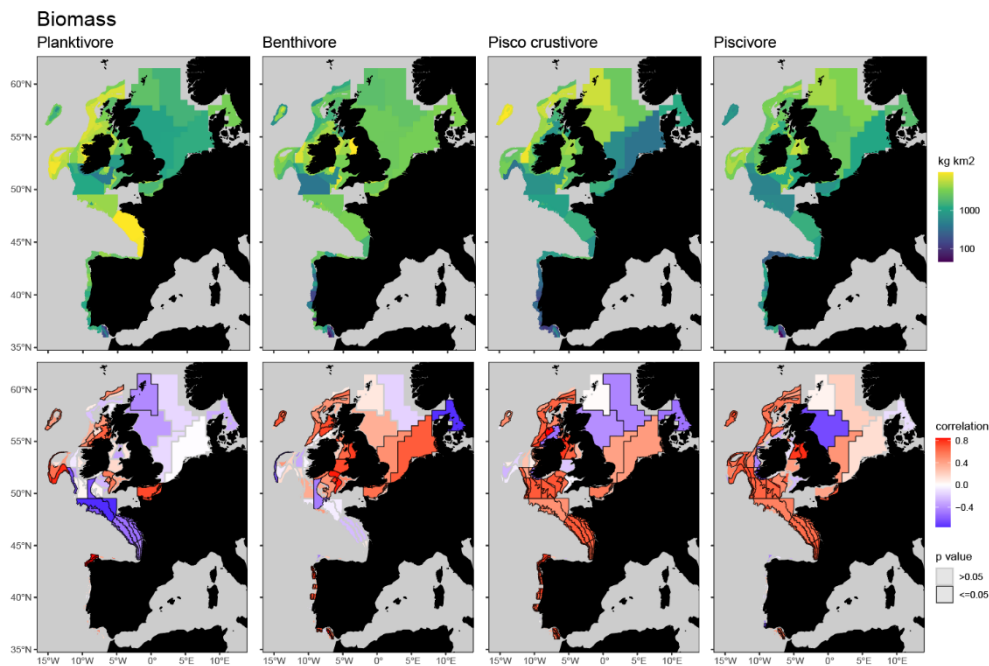 Biomass
Planktivore
Benthivore
Pisco crustivore
Piscivore
60°N
55°N
50°N
45°N
40°N
35°N
kg km2
1000
100
60°N
55°N
50°N
45°N
40°N
35°N
correlation
0.8
0.4
0.0
−0.4
p value
>0.05
<=0.05
15°W 10°W 5°W 0° 5°E 10°E
15°W 10°W 5°W 0° 5°E 10°E
15°W 10°W 5°W 0° 5°E 10°E
15°W 10°W 5°W 0° 5°E 10°E